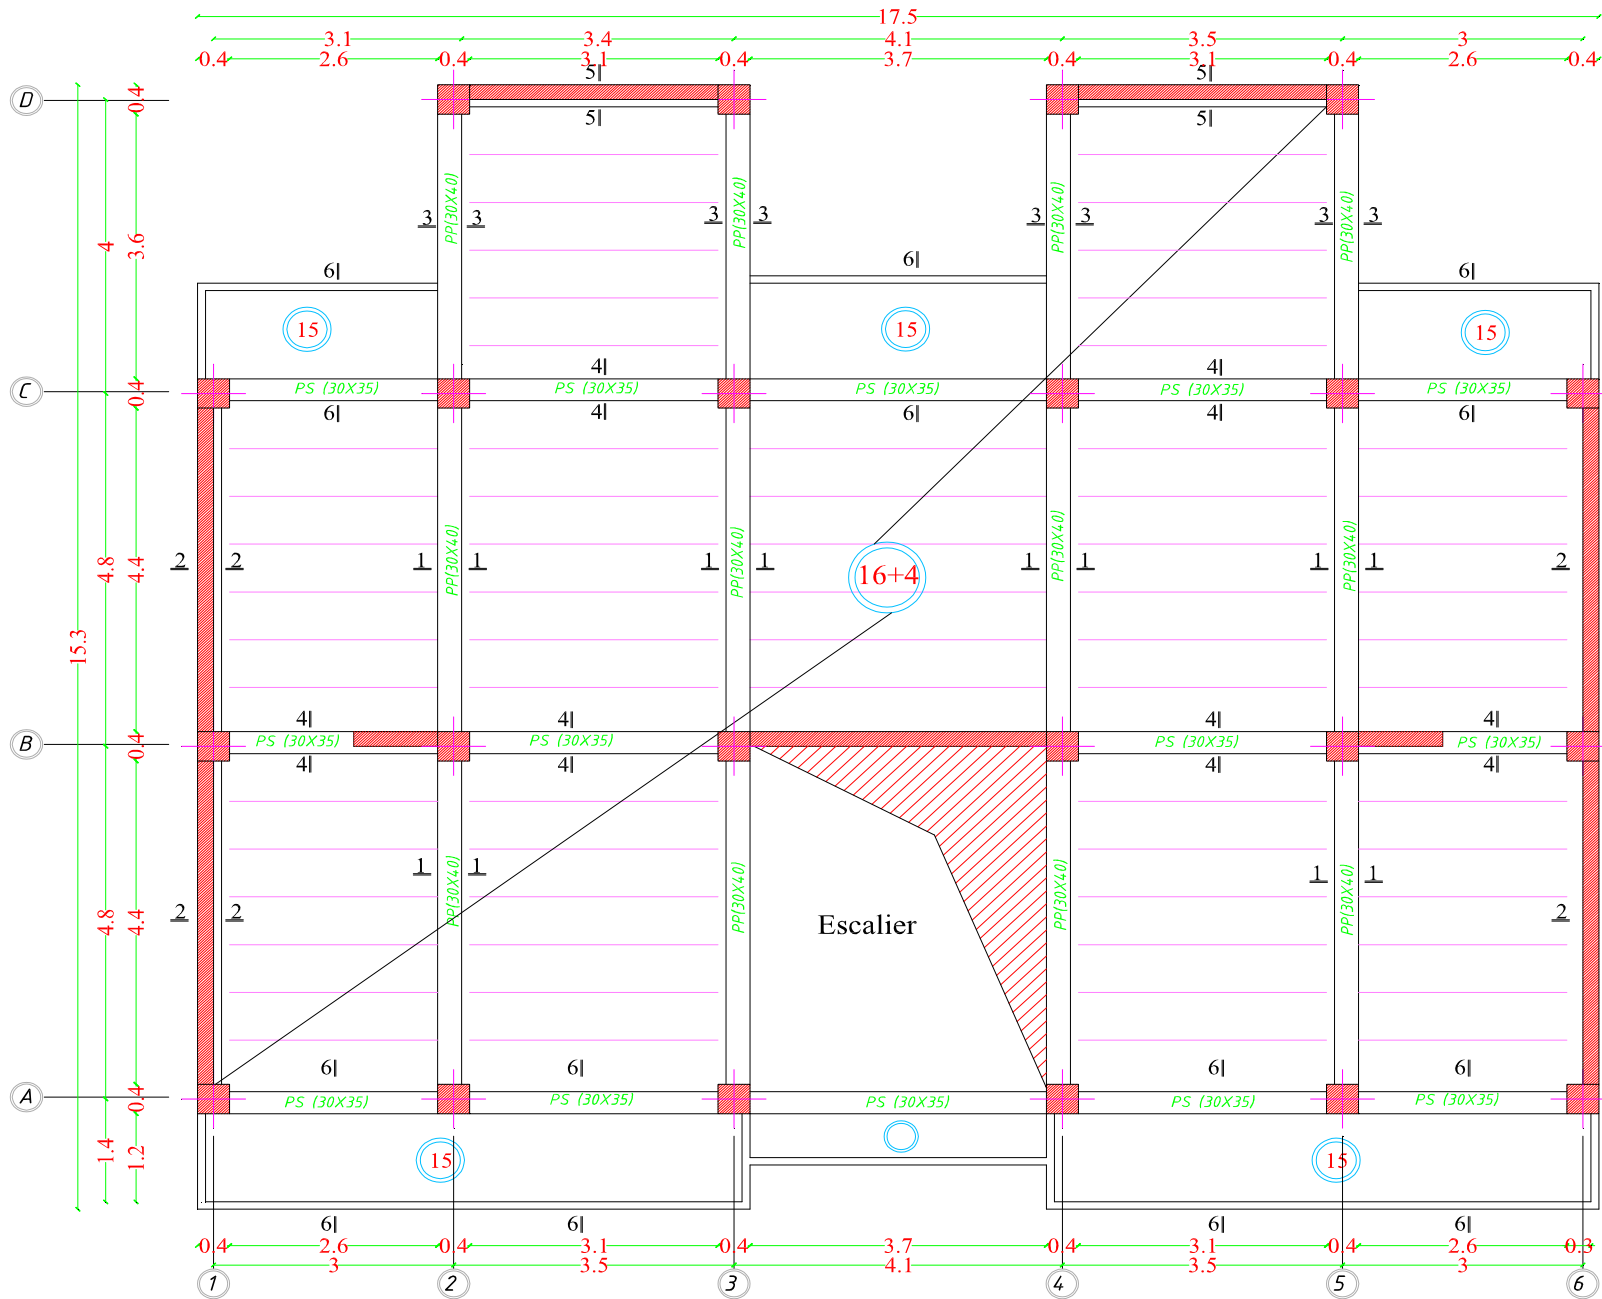 17.5
3.1 3.4 4.1 3.5 3
0.4 2.6 0.4 3.1 0.4 3.7 0.4 3.1 0.4 2.6 0.4
5 5
D 0.4
5 5
3 PP(30X40) 3 3 PP(30X40) 3 3 PP(30X40) 3 3 PP(30X40) 3
4 3.6
6 6 6
15 15 15
4 4
C 0.4 PS (30X35) PS (30X35) PS (30X35) PS (30X35) PS (30X35)
6 4 6 4 6
4.8 4.4 2 2 1 PP(30X40) 1 1 PP(30X40) 1 1 PP(30X40) 1 1 PP(30X40) 1 2
16+4
15.3
4 4 4 4
B 0.4 PS (30X35) PS (30X35) PS (30X35) PS (30X35)
4 4 4 4
1 PP(30X40) 1 PP(30X40) PP(30X40) 1 PP(30X40) 1
4.8 4.4 2 2 Escalier 2
6 6 6 6
A 0.4 PS (30X35) PS (30X35) PS (30X35) PS (30X35) PS (30X35)
1.4 1.2 15 15
6 6 6 6
0.4 2.6 0.4 3.1 0.4 3.7 0.4 3.1 0.4 2.6 0.3
3 3.5 4.1 3.5 3
1 2 3 4 5 6